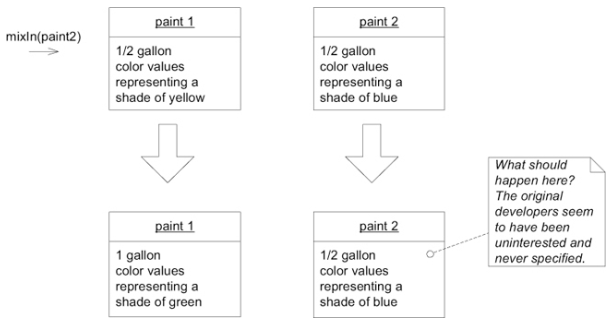 mixIn(paint2)
paint 1
1/2 gallon
color values
representing a
shade of yellow
paint 2
1/2 gallon
color values
representing a
shade of blue
paint 1
1 gallon
color values
representing a
shade of green
paint 2
1/2 gallon
color values
representing a
shade of blue
What should
happen here?
The original
developers seem
to have been
uninterested and
never specified.